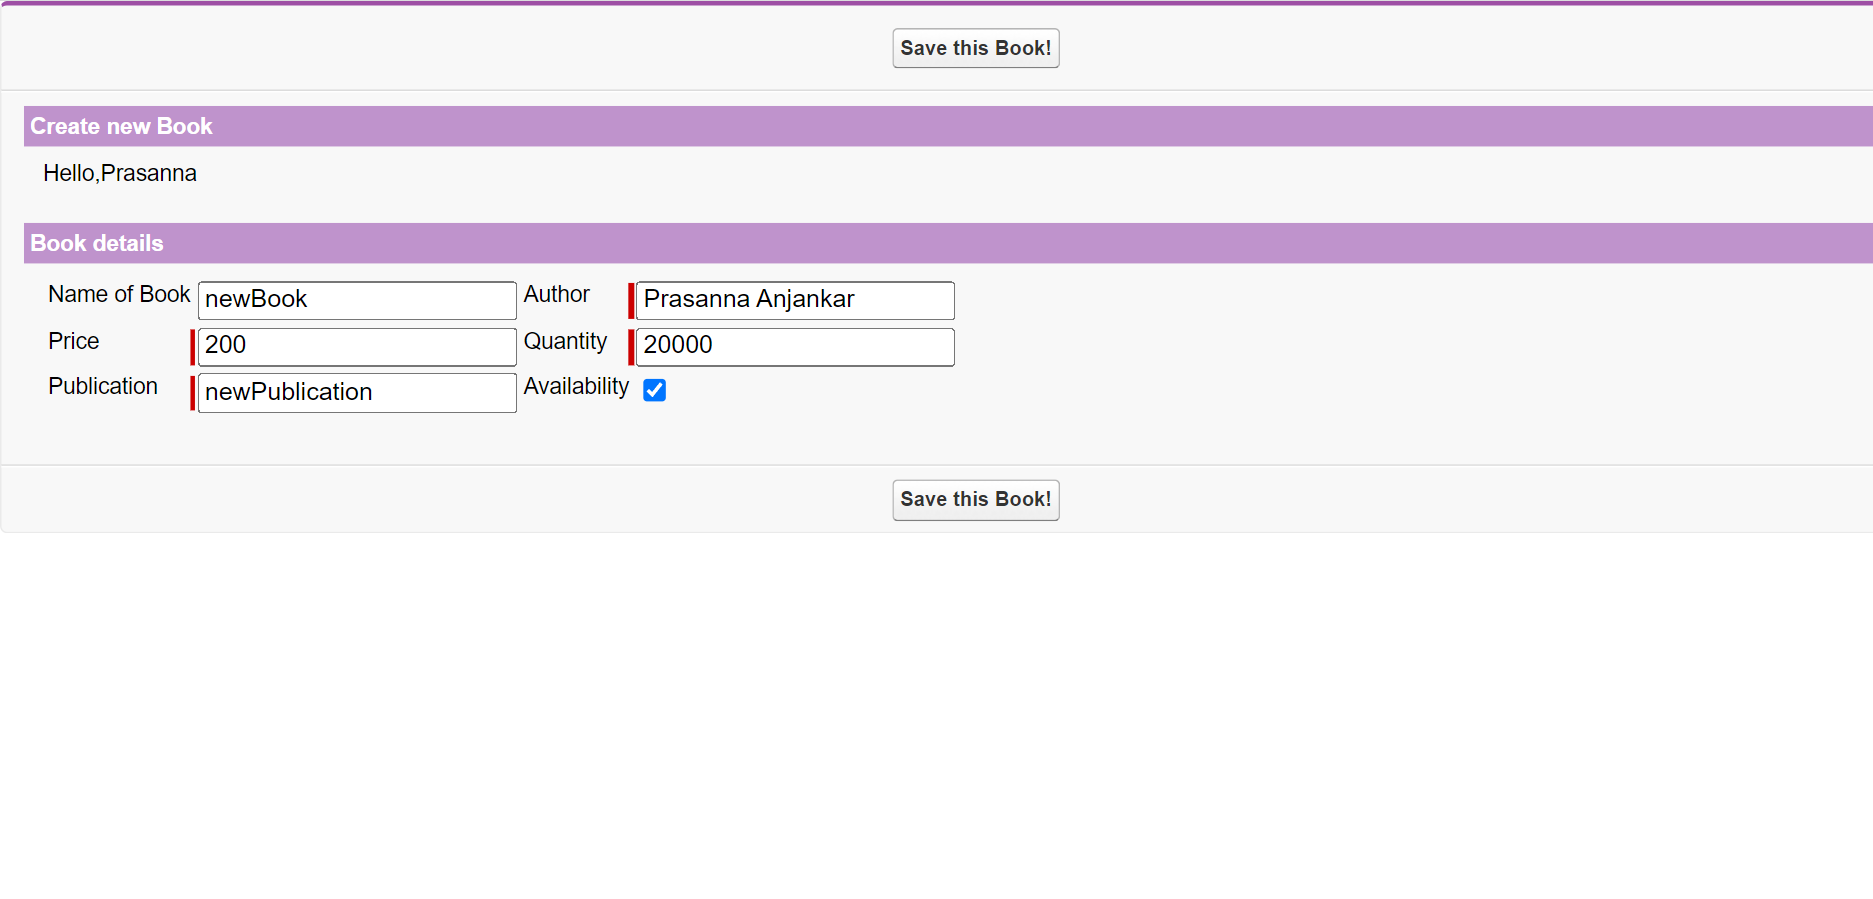 Save this Book!
Create new Book
Hello,Prasanna
Book details
Name of Book newBook Author Prasanna Anjankar
Price 200 Quantity 20000
Publication newPublication Availability
Save this Book!